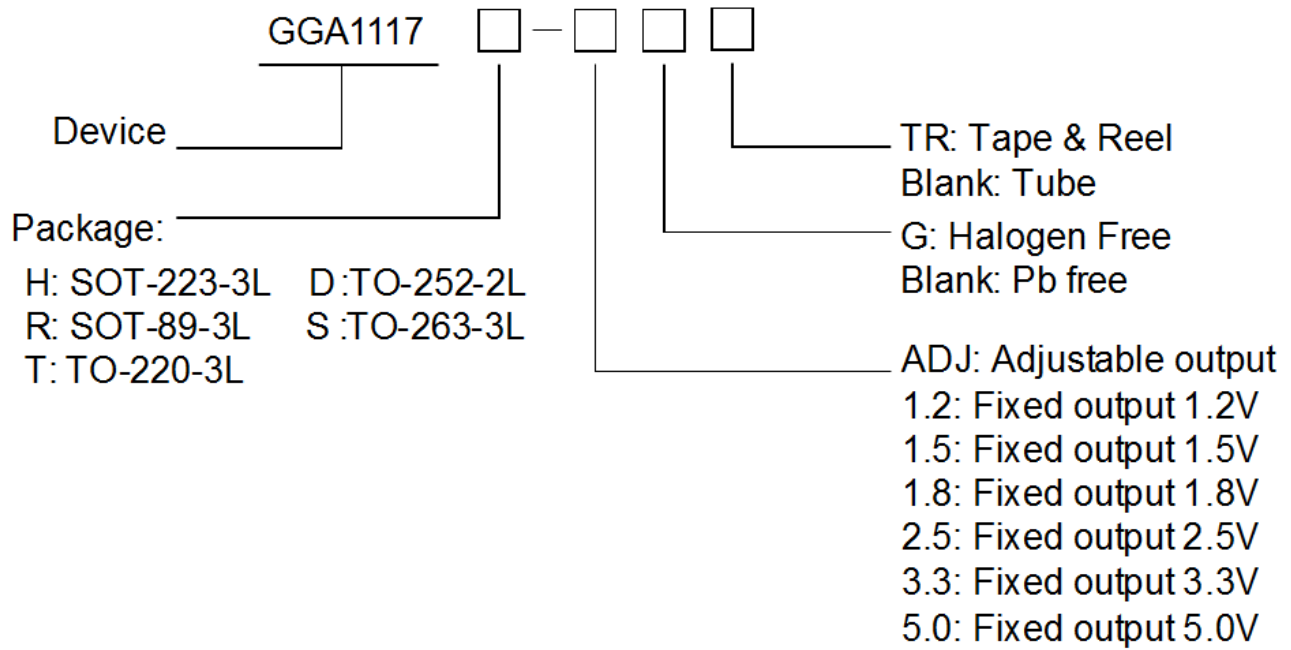 GGA1117 □ – □ □ □
Device
Package:
H: SOT-223-3L D :TO-252-2L
R: SOT-89-3L S :TO-263-3L
T: TO-220-3L
TR: Tape & Reel
Blank: Tube
G: Halogen Free
Blank: Pb free
ADJ: Adjustable output
1.2: Fixed output 1.2V
1.5: Fixed output 1.5V
1.8: Fixed output 1.8V
2.5: Fixed output 2.5V
3.3: Fixed output 3.3V
5.0: Fixed output 5.0V